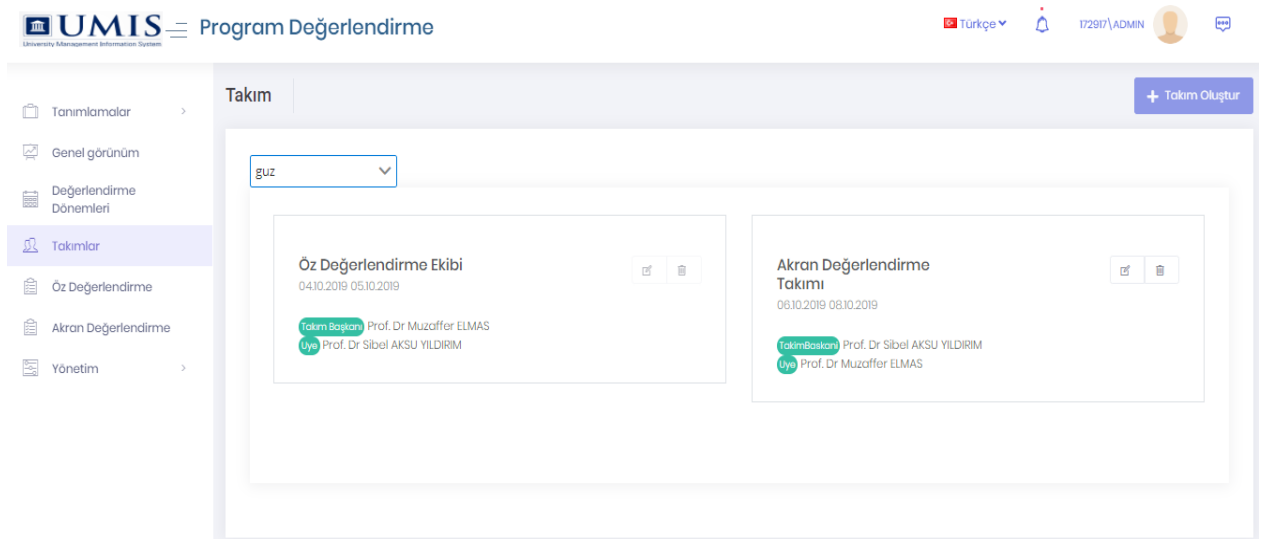 UMIS
University Management Information System
Program Değerlendirme
Türkçe
172917\ADMIN
Tanımlamalar
Genel görünüm
Değerlendirme
Dönemleri
Takımlar
Öz Değerlendirme
Akran Değerlendirme
Yönetim
Takım
+ Takım Oluştur
guz
Öz Değerlendirme Ekibi
04.10.2019 05.10.2019
Takım Başkanı Prof. Dr Muzaffer ELMAS
Üye Prof. Dr Sibel AKSU YILDIRIM
Akran Değerlendirme
Takımı
06.10.2019 08.10.2019
TakimBaskani Prof. Dr Sibel AKSU YILDIRIM
Üye Prof. Dr Muzaffer ELMAS